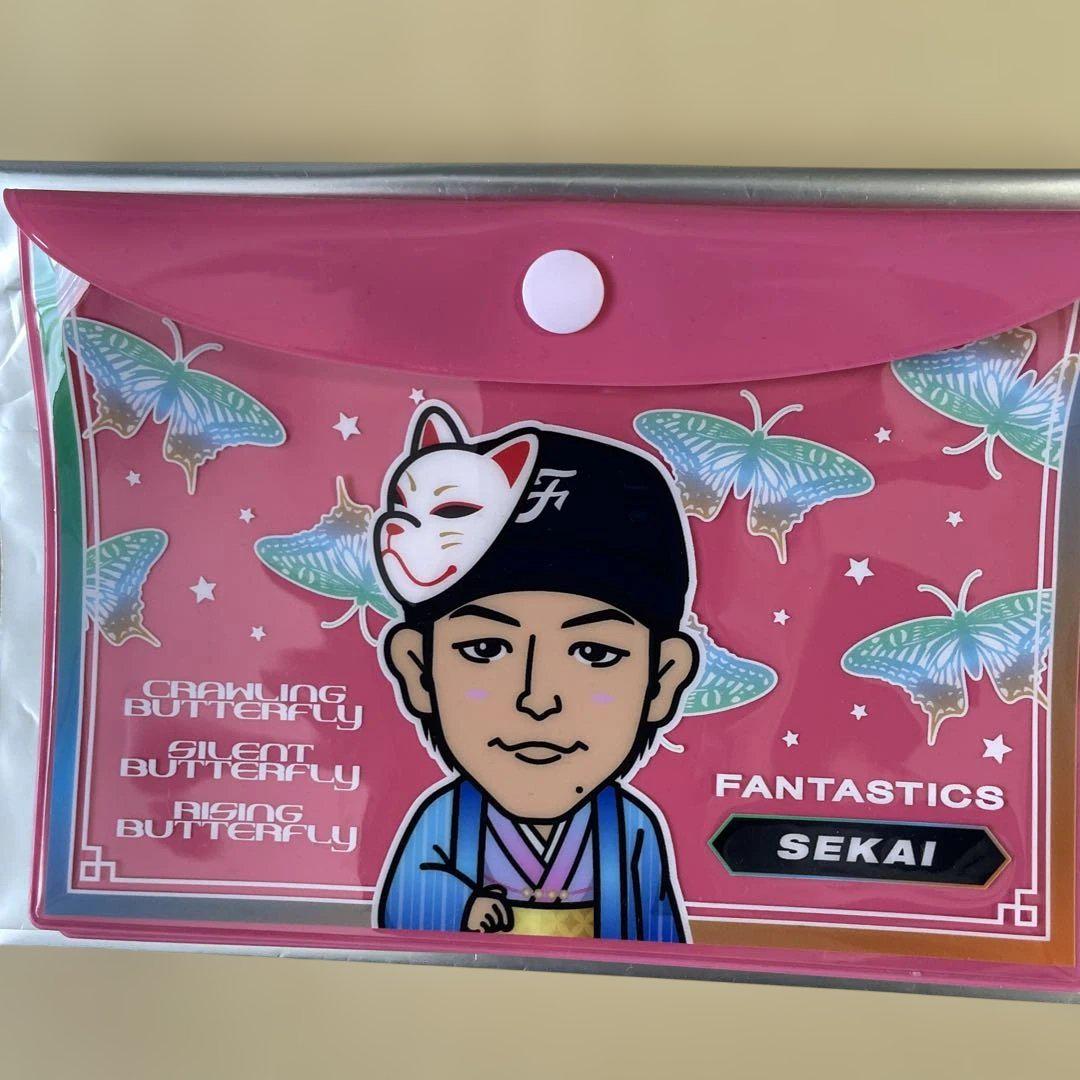 F
CRAWLING
BUTTERFLY
SILENT
BUTTERFLY
RISING
BUTTERFLY
FANTASTICS
SEKAI